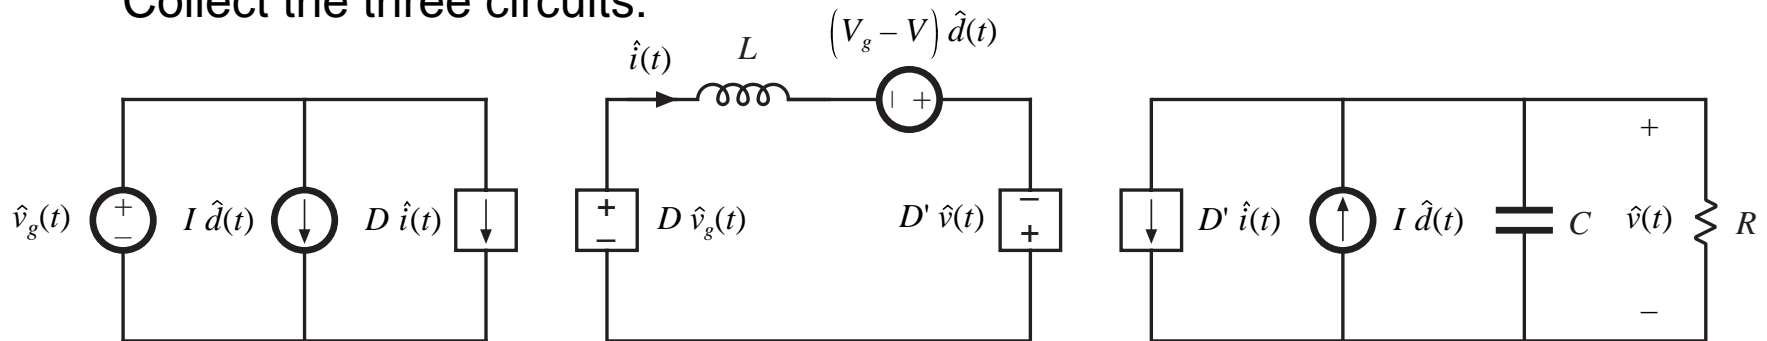 Collect the three circuits:
î(t)
L
(V_g – V) d̂(t)
v̂_g(t)
+
–
I d̂(t)
D î(t)
+
–
D v̂_g(t)
D' v̂(t)
–
+
D' î(t)
I d̂(t)
C
+
v̂(t)
–
R
– +